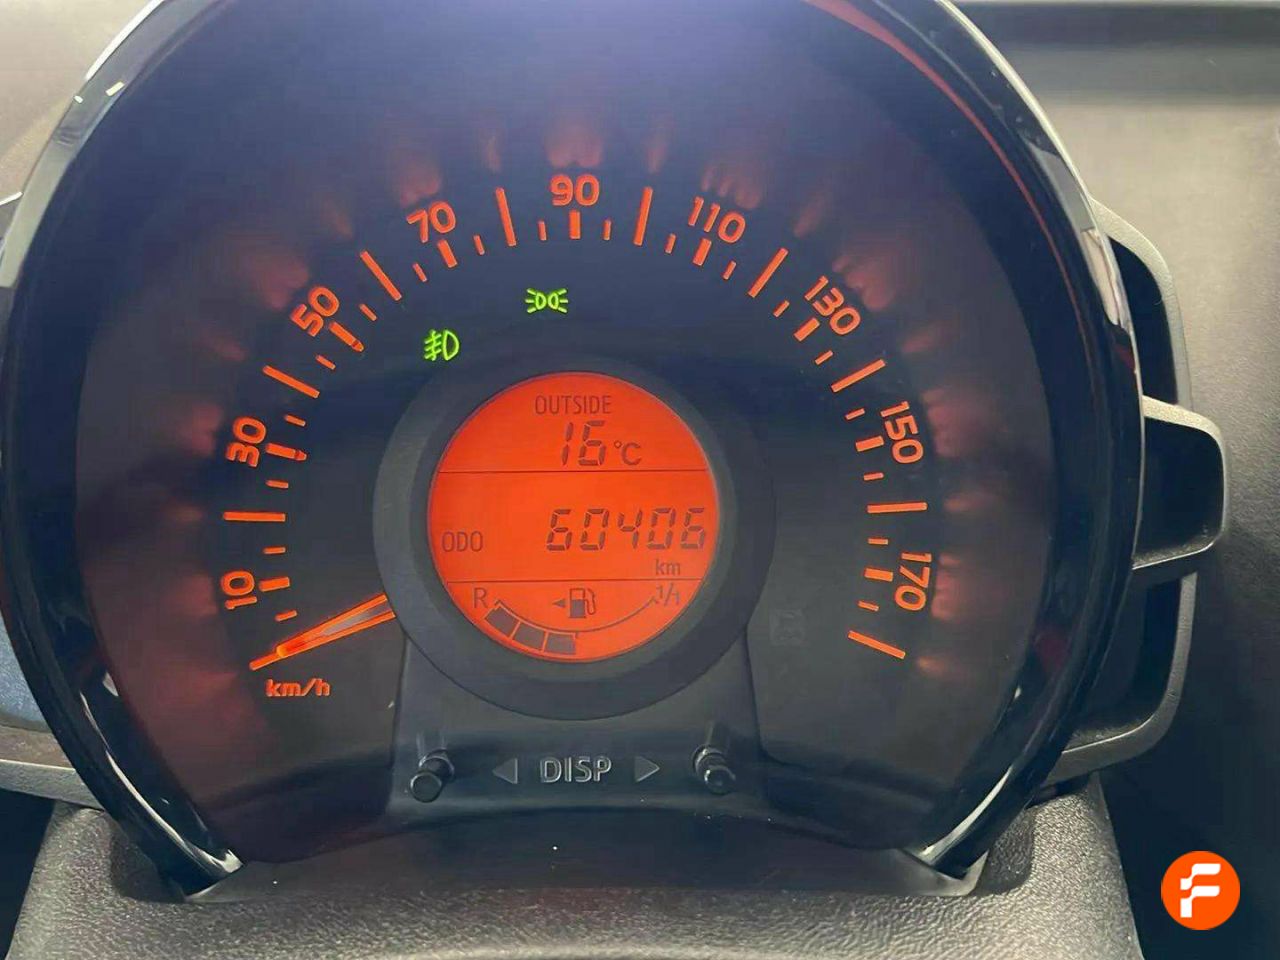 10
30
50
70
90
110
130
150
170
km/h
OUTSIDE
16°C
ODO 60406
km
R 1/1
◄ DISP ►
F